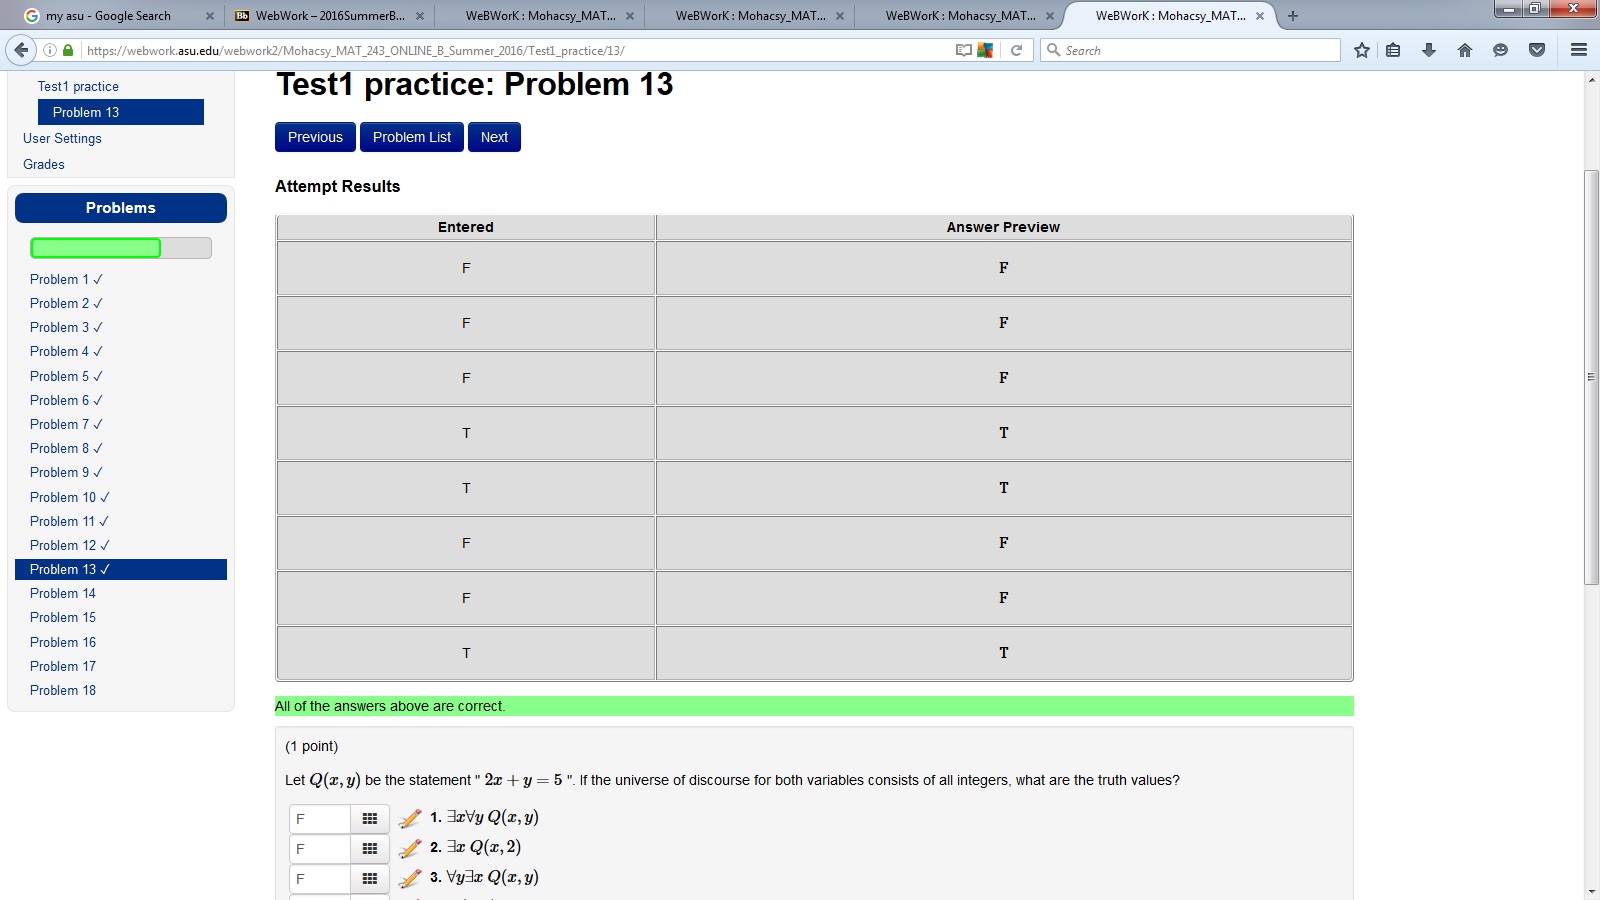 my asu - Google Search
WebWork – 2016SummerB...
WeBWorK : Mohacsy_MAT...
WeBWorK : Mohacsy_MAT...
WeBWorK : Mohacsy_MAT...
WeBWorK : Mohacsy_MAT...
https://webwork.asu.edu/webwork2/Mohacsy_MAT_243_ONLINE_B_Summer_2016/Test1_practice/13/
Search
Test1 practice
Problem 13
User Settings
Grades
Problems
Problem 1 ✓
Problem 2 ✓
Problem 3 ✓
Problem 4 ✓
Problem 5 ✓
Problem 6 ✓
Problem 7 ✓
Problem 8 ✓
Problem 9 ✓
Problem 10 ✓
Problem 11 ✓
Problem 12 ✓
Problem 13 ✓
Problem 14
Problem 15
Problem 16
Problem 17
Problem 18
Test1 practice: Problem 13
Previous Problem List Next
Attempt Results
Entered Answer Preview
F F
F F
F F
T T
T T
F F
F F
T T
All of the answers above are correct.
(1 point)
Let Q(x, y) be the statement " 2x + y = 5 ". If the universe of discourse for both variables consists of all integers, what are the truth values?
F 1. ∃x∀y Q(x, y)
F 2. ∃x Q(x, 2)
F 3. ∀y∃x Q(x, y)